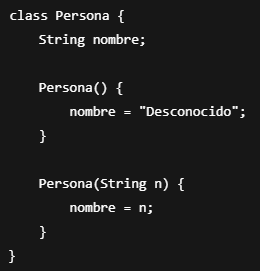 class Persona {
    String nombre;

    Persona() {
        nombre = "Desconocido";
    }

    Persona(String n) {
        nombre = n;
    }
}